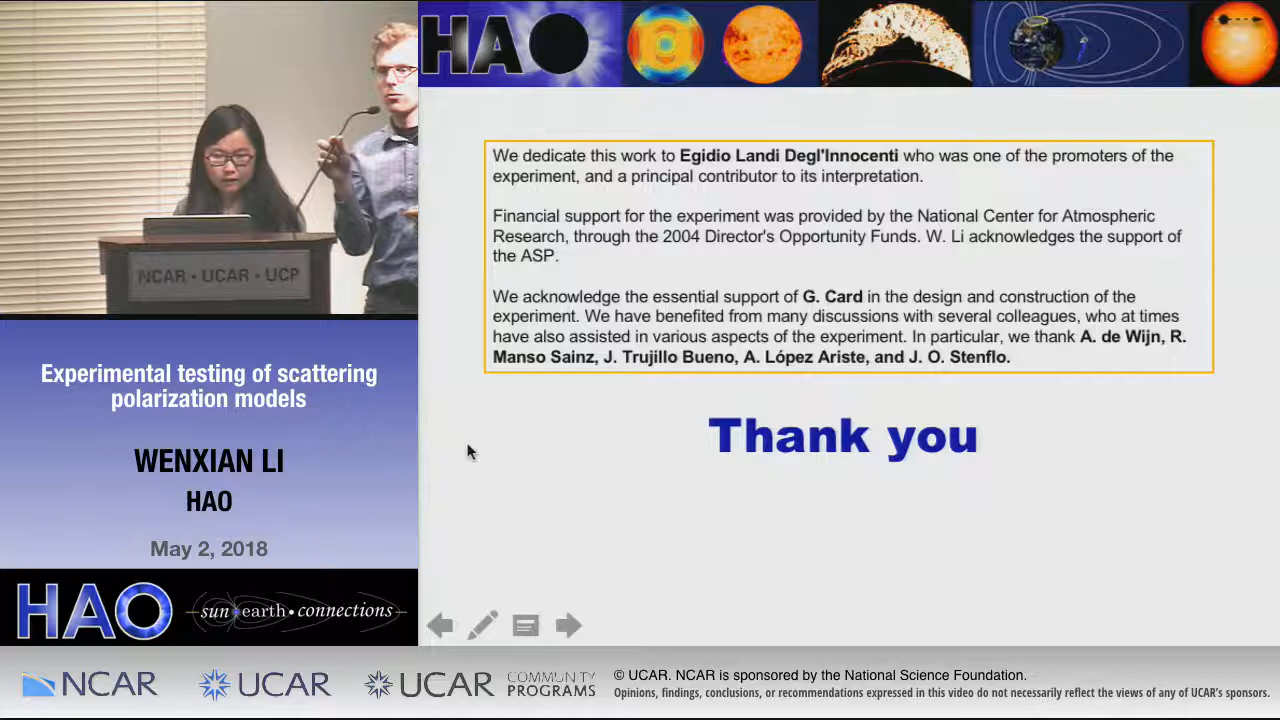 HAO
We dedicate this work to Egidio Landi Degl'Innocenti who was one of the promoters of the
experiment, and a principal contributor to its interpretation.
Financial support for the experiment was provided by the National Center for Atmospheric
Research, through the 2004 Director's Opportunity Funds. W. Li acknowledges the support of
the ASP.
We acknowledge the essential support of G. Card in the design and construction of the
experiment. We have benefited from many discussions with several colleagues, who at times
have also assisted in various aspects of the experiment. In particular, we thank A. de Wijn, R.
Manso Sainz, J. Trujillo Bueno, A. López Ariste, and J. O. Stenflo.
Thank you
NCAR • UCAR • UCP
Experimental testing of scattering
polarization models
WENXIAN LI
HAO
May 2, 2018
HAO
sun•earth•connections
NCAR
UCAR
UCAR
COMMUNITY
PROGRAMS
© UCAR. NCAR is sponsored by the National Science Foundation.
Opinions, findings, conclusions, or recommendations expressed in this video do not necessarily reflect the views of any of UCAR's sponsors.